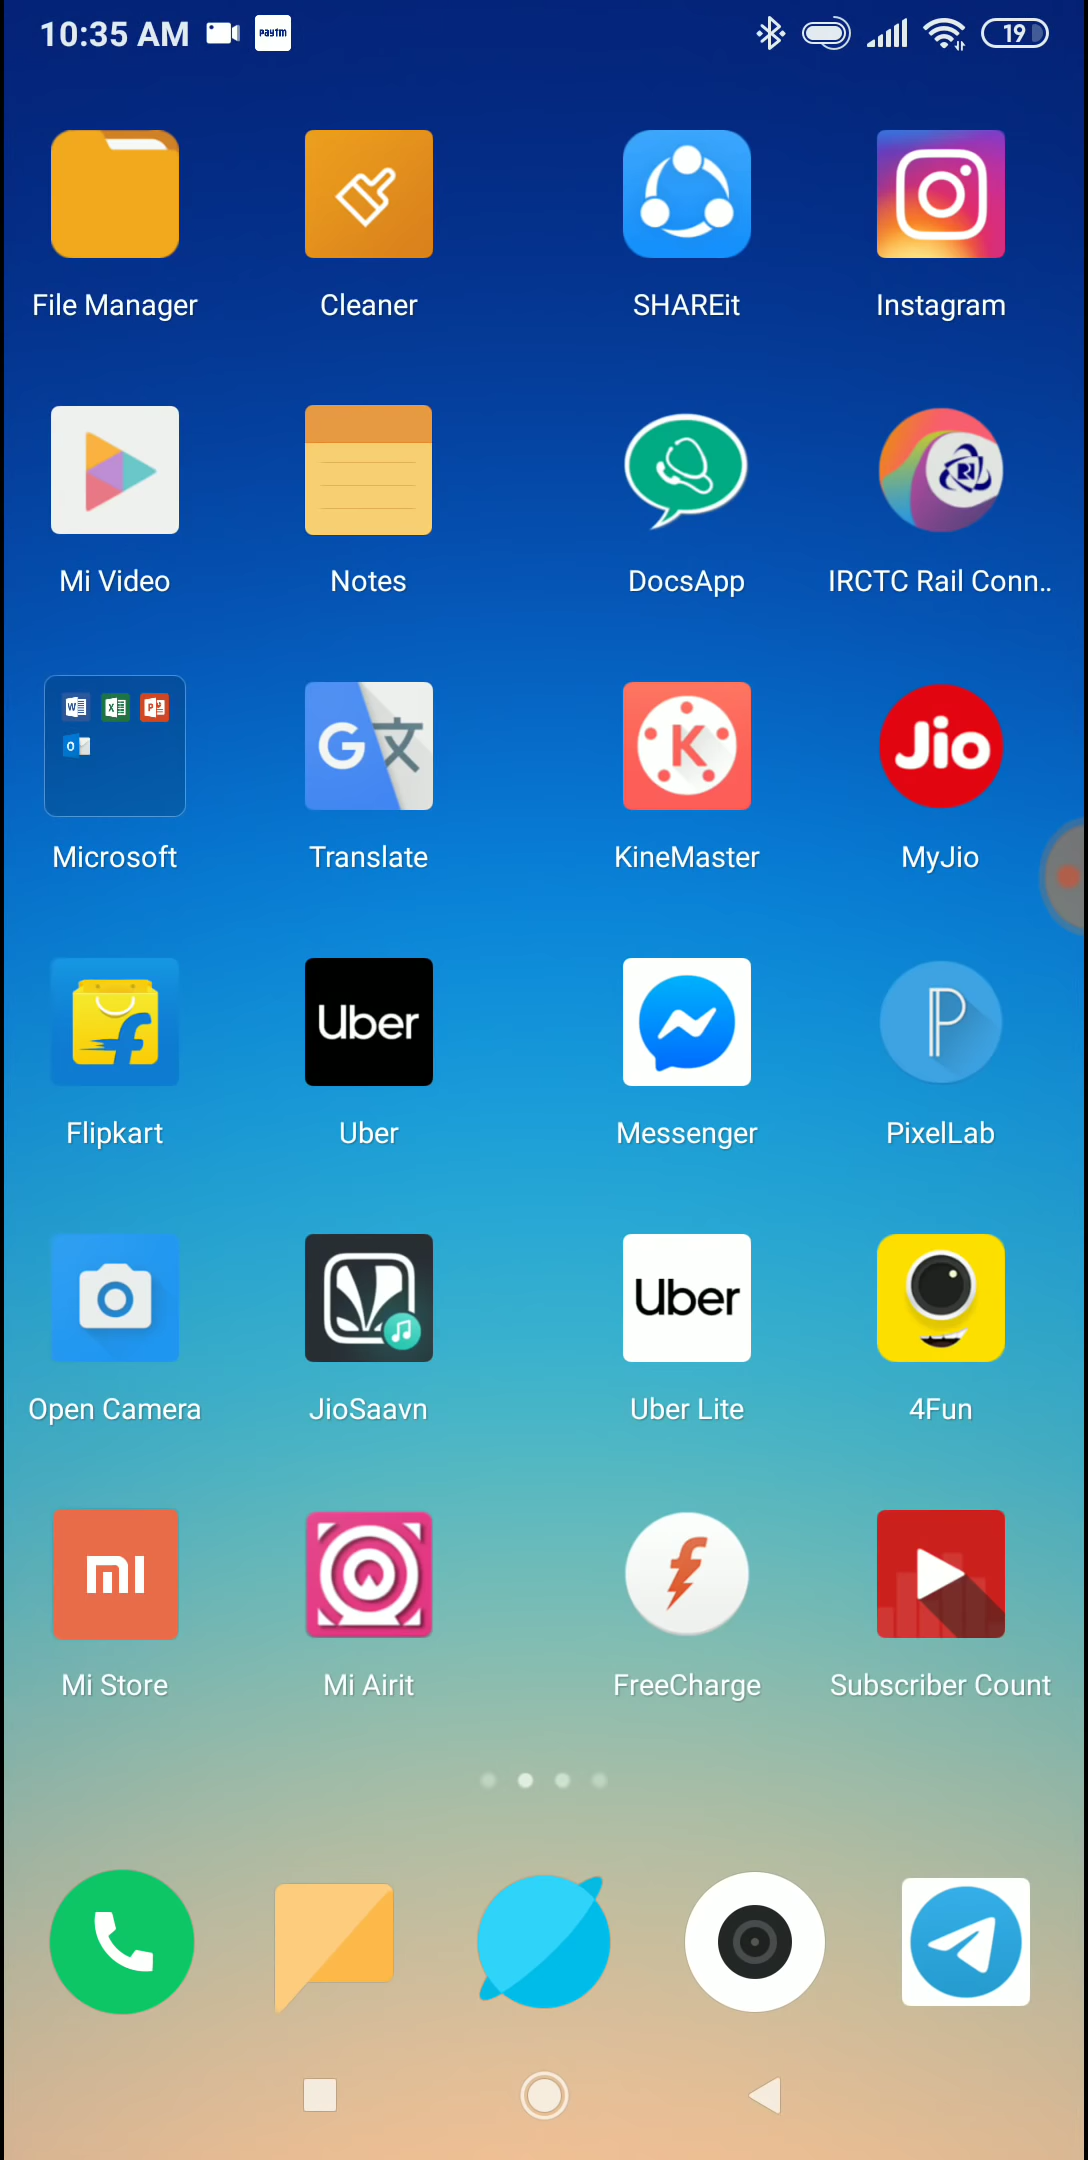 10:35 AM paytm 19
File Manager Cleaner SHAREit Instagram
Mi Video Notes DocsApp IRCTC Rail Conn..
W X P
O
G 文 K Jio
Microsoft Translate KineMaster MyJio
f Uber P
Flipkart Uber Messenger PixelLab
Uber
Open Camera JioSaavn Uber Lite 4Fun
mi f
Mi Store Mi Airit FreeCharge Subscriber Count